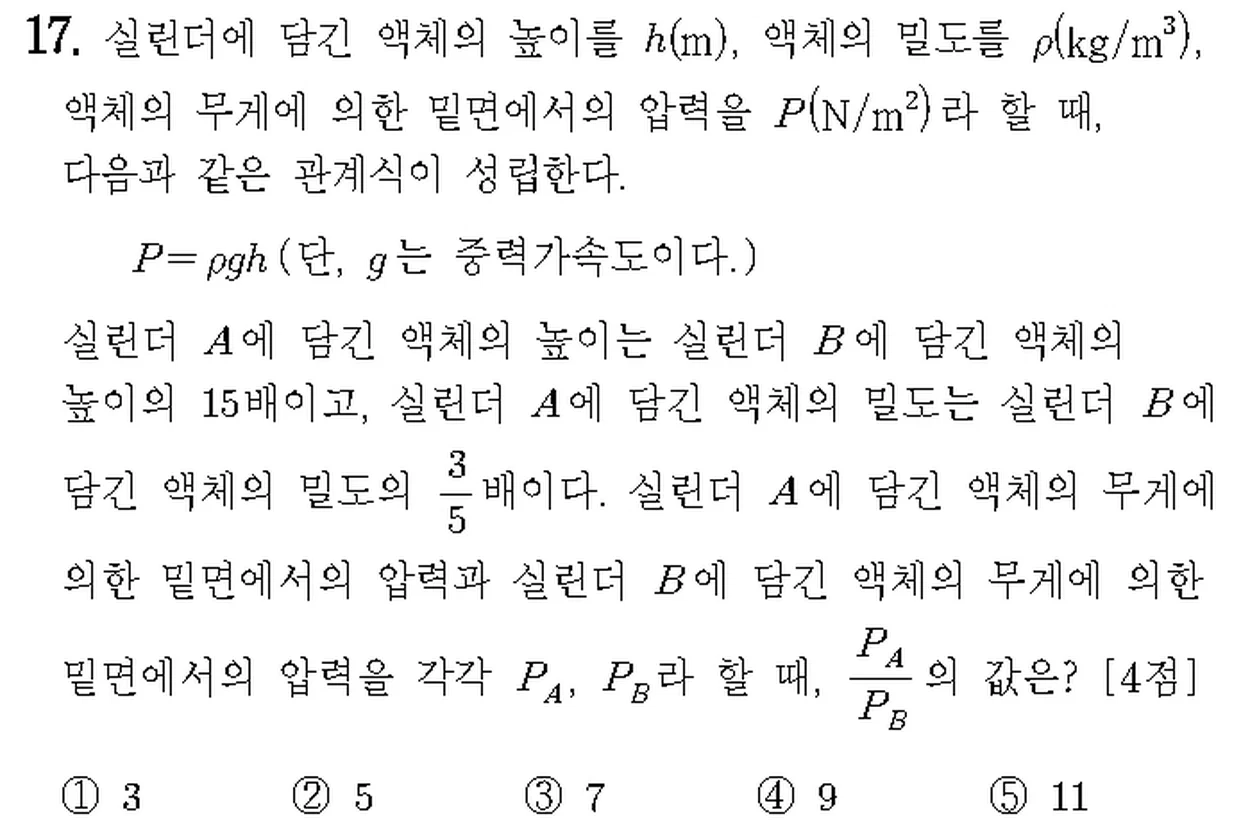 17. 실린더에 담긴 액체의 높이를 h(m), 액체의 밀도를 ρ(kg/m³),
액체의 무게에 의한 밑면에서의 압력을 P(N/m²)라 할 때,
다음과 같은 관계식이 성립한다.
P=ρgh (단, g는 중력가속도이다.)
실린더 A에 담긴 액체의 높이는 실린더 B에 담긴 액체의
높이의 15배이고, 실린더 A에 담긴 액체의 밀도는 실린더 B에
담긴 액체의 밀도의 3/5배이다. 실린더 A에 담긴 액체의 무게에
의한 밑면에서의 압력과 실린더 B에 담긴 액체의 무게에 의한
밑면에서의 압력을 각각 P_A, P_B라 할 때, P_A/P_B의 값은? [4점]
① 3 ② 5 ③ 7 ④ 9 ⑤ 11